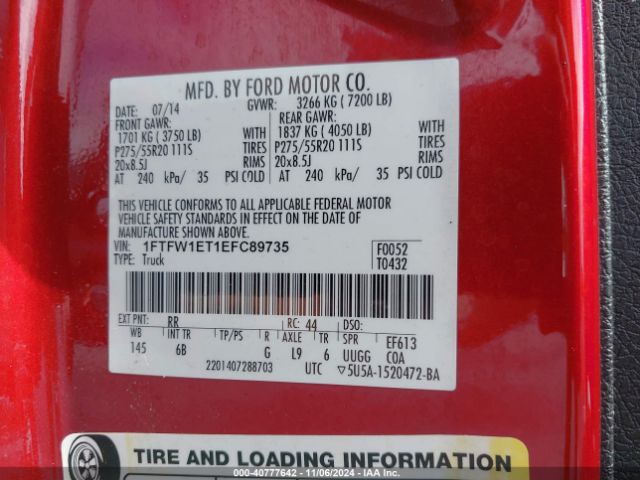 MFD. BY FORD MOTOR CO.
DATE: 07/14 GVWR: 3266 KG ( 7200 LB)
FRONT GAWR: REAR GAWR:
1701 KG ( 3750 LB) WITH 1837 KG ( 4050 LB) WITH
P275/55R20 111S TIRES P275/55R20 111S TIRES
20x8.5J RIMS 20x8.5J RIMS
AT 240 kPa/ 35 PSI COLD AT 240 kPa/ 35 PSI COLD
THIS VEHICLE CONFORMS TO ALL APPLICABLE FEDERAL MOTOR
VEHICLE SAFETY STANDARDS IN EFFECT ON THE DATE OF
MANUFACTURE SHOWN ABOVE.
VIN: 1FTFW1ET1EFC89735 F0052
TYPE: Truck T0432
EXT PNT: RR RC: 44 DSO:
WB INT TR TP/PS R AXLE TR SPR EF613
145 6B G L9 6 UUGG COA
2201407288703 UTC ▽5U5A-1520472-BA
TIRE AND LOADING INFORMATION
000-40777642 - 11/06/2024 - IAA Inc.